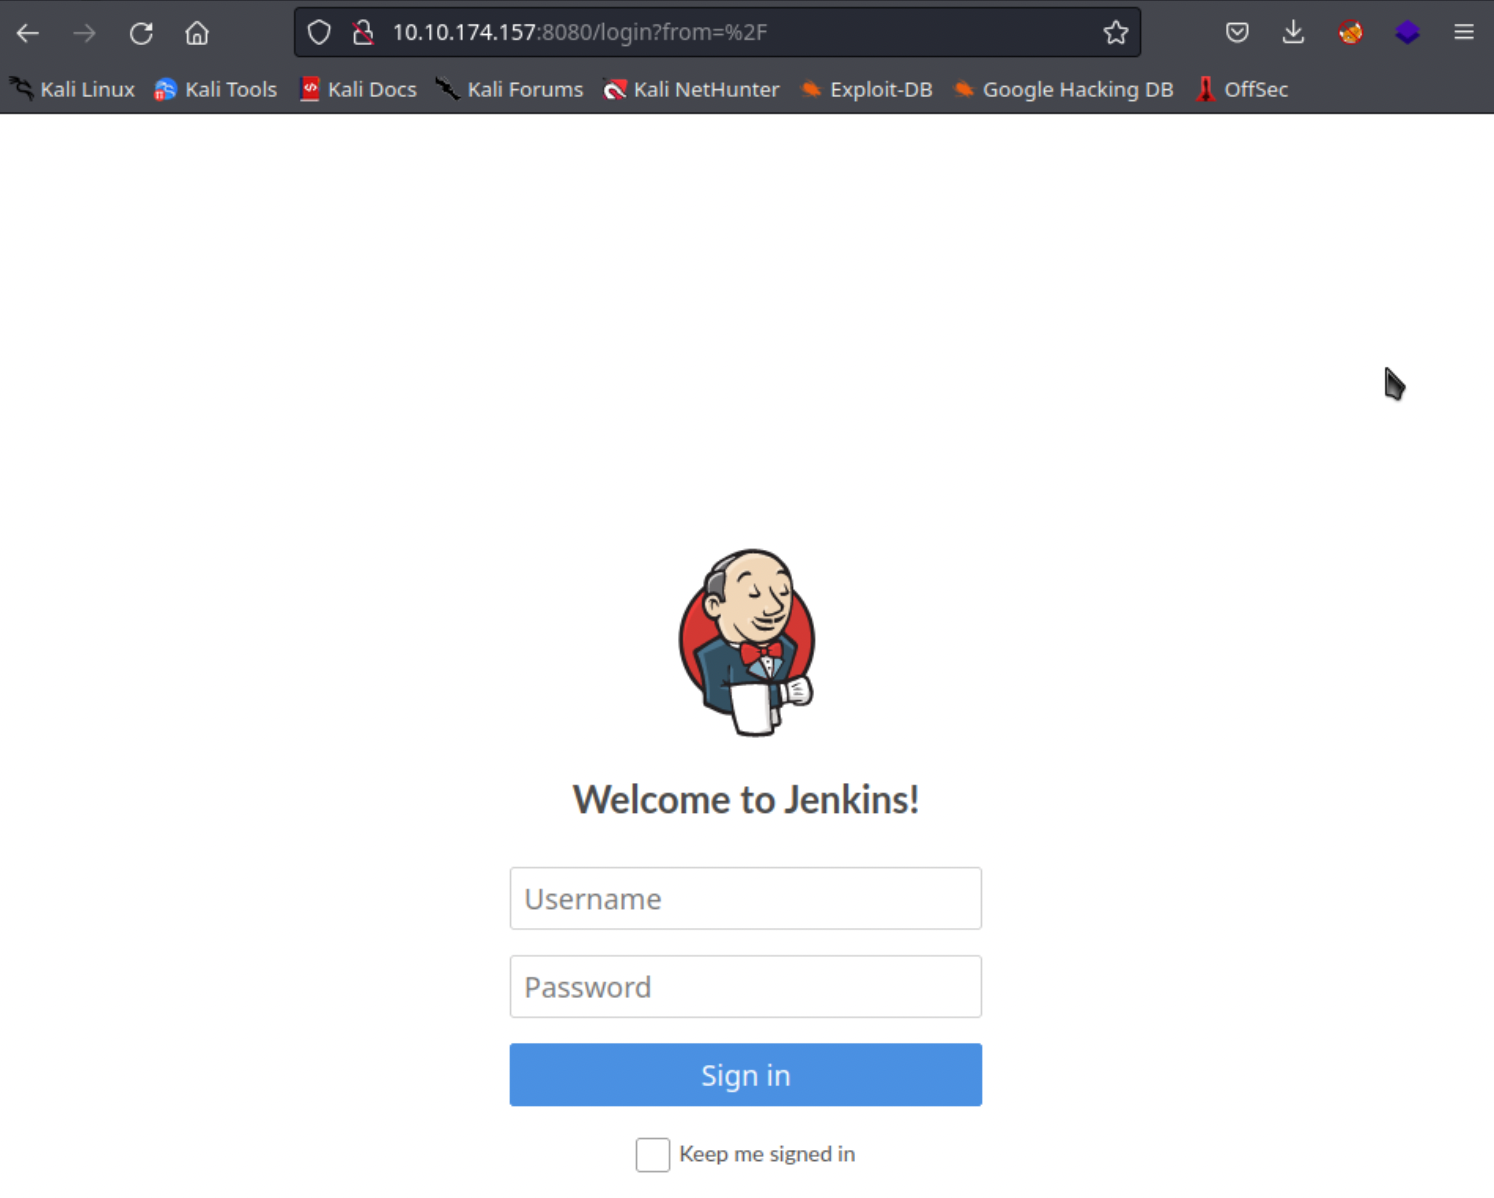 10.10.174.157:8080/login?from=%2F
Kali Linux Kali Tools Kali Docs Kali Forums Kali NetHunter Exploit-DB Google Hacking DB OffSec
Welcome to Jenkins!
Username
Password
Sign in
Keep me signed in